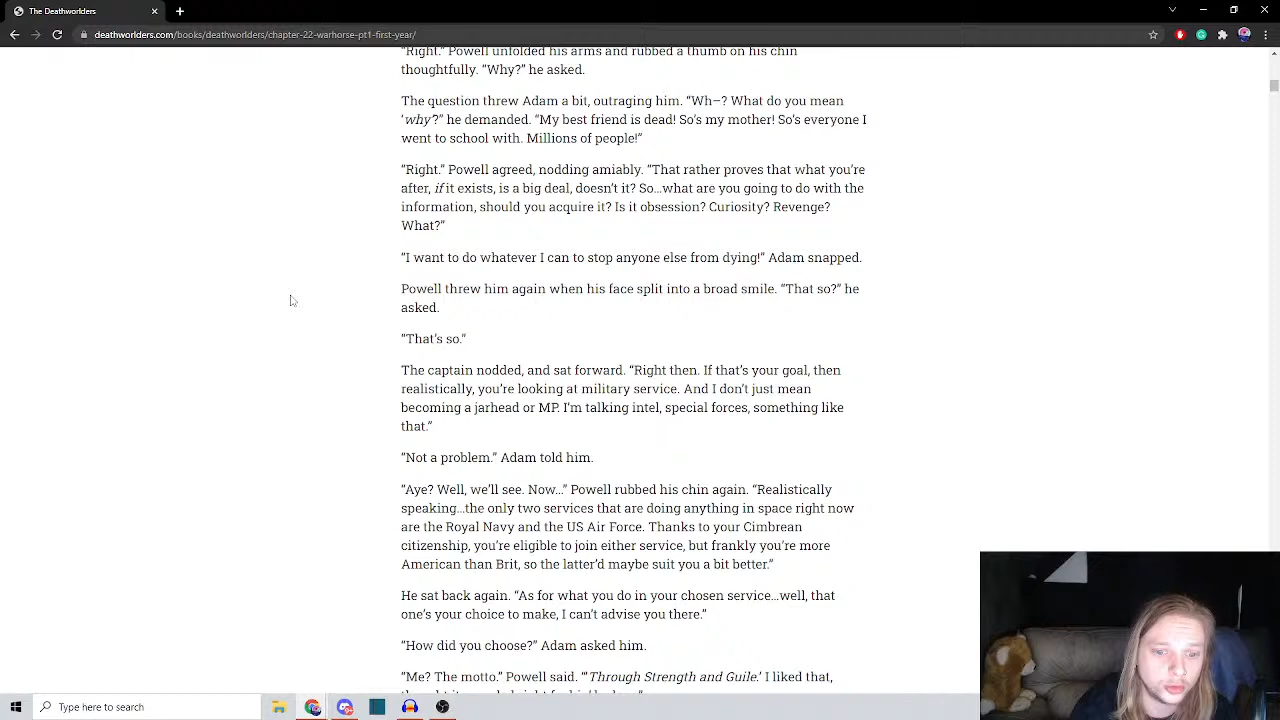 The Deathworlders
deathworlders.com/books/deathworlders/chapter-22-warhorse-pt1-first-year/
“Right.” Powell unfolded his arms and rubbed a thumb on his chin
thoughtfully. “Why?” he asked.
The question threw Adam a bit, outraging him. “Wh–? What do you mean
‘why?” he demanded. “My best friend is dead! So’s my mother! So’s everyone I
went to school with. Millions of people!”
“Right.” Powell agreed, nodding amiably. “That rather proves that what you’re
after, if it exists, is a big deal, doesn’t it? So…what are you going to do with the
information, should you acquire it? Is it obsession? Curiosity? Revenge?
What?”
“I want to do whatever I can to stop anyone else from dying!” Adam snapped.
Powell threw him again when his face split into a broad smile. “That so?” he
asked.
“That’s so.”
The captain nodded, and sat forward. “Right then. If that’s your goal, then
realistically, you’re looking at military service. And I don’t just mean
becoming a jarhead or MP. I’m talking intel, special forces, something like
that.”
“Not a problem.” Adam told him.
“Aye? Well, we’ll see. Now…” Powell rubbed his chin again. “Realistically
speaking…the only two services that are doing anything in space right now
are the Royal Navy and the US Air Force. Thanks to your Cimbrean
citizenship, you’re eligible to join either service, but frankly you’re more
American than Brit, so the latter’d maybe suit you a bit better.”
He sat back again. “As for what you do in your chosen service…well, that
one’s your choice to make, I can’t advise you there.”
“How did you choose?” Adam asked him.
“Me? The motto.” Powell said. “‘Through Strength and Guile.’ I liked that,
Type here to search